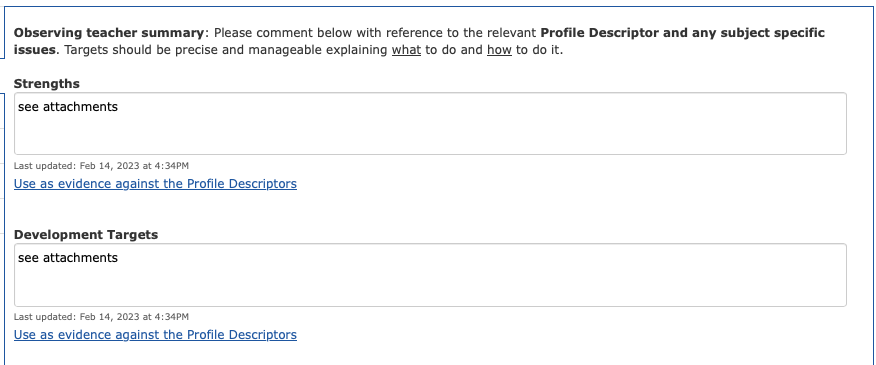 Observing teacher summary: Please comment below with reference to the relevant Profile Descriptor and any subject specific
issues. Targets should be precise and manageable explaining what to do and how to do it.
Strengths
see attachments
Last updated: Feb 14, 2023 at 4:34PM
Use as evidence against the Profile Descriptors
Development Targets
see attachments
Last updated: Feb 14, 2023 at 4:34PM
Use as evidence against the Profile Descriptors